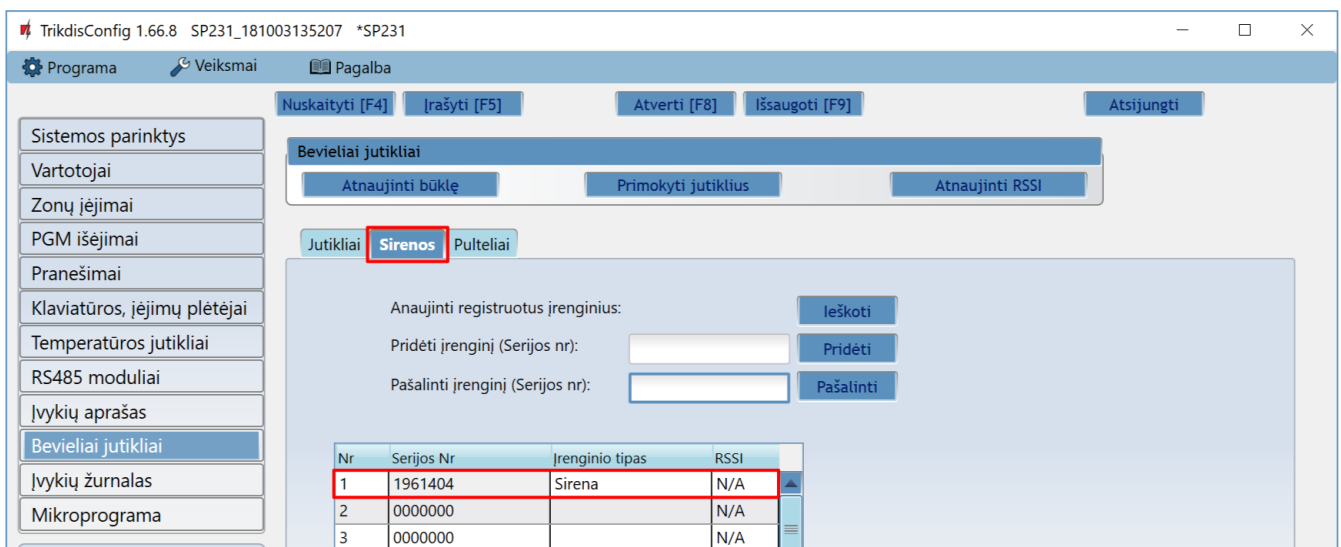 TrikdisConfig 1.66.8 SP231_181003135207 *SP231
Programa Veiksmai Pagalba
Nuskaityti [F4] Įrašyti [F5] Atverti [F8] Išsaugoti [F9] Atsijungti
Sistemos parinktys
Vartotojai
Zonų įėjimai
PGM išėjimai
Pranešimai
Klaviatūros, įėjimų plėtėjai
Temperatūros jutikliai
RS485 moduliai
Įvykių aprašas
Bevieliai jutikliai
Įvykių žurnalas
Mikroprograma
Bevieliai jutikliai
Atnaujinti būklę Primokyti jutiklius Atnaujinti RSSI
Jutikliai Sirenos Pulteliai
Anaujinti registruotus įrenginius: Ieškoti
Pridėti įrenginį (Serijos nr): Pridėti
Pašalinti įrenginį (Serijos nr): Pašalinti
Nr Serijos Nr Įrenginio tipas RSSI
1 1961404 Sirena N/A
2 0000000 N/A
3 0000000 N/A